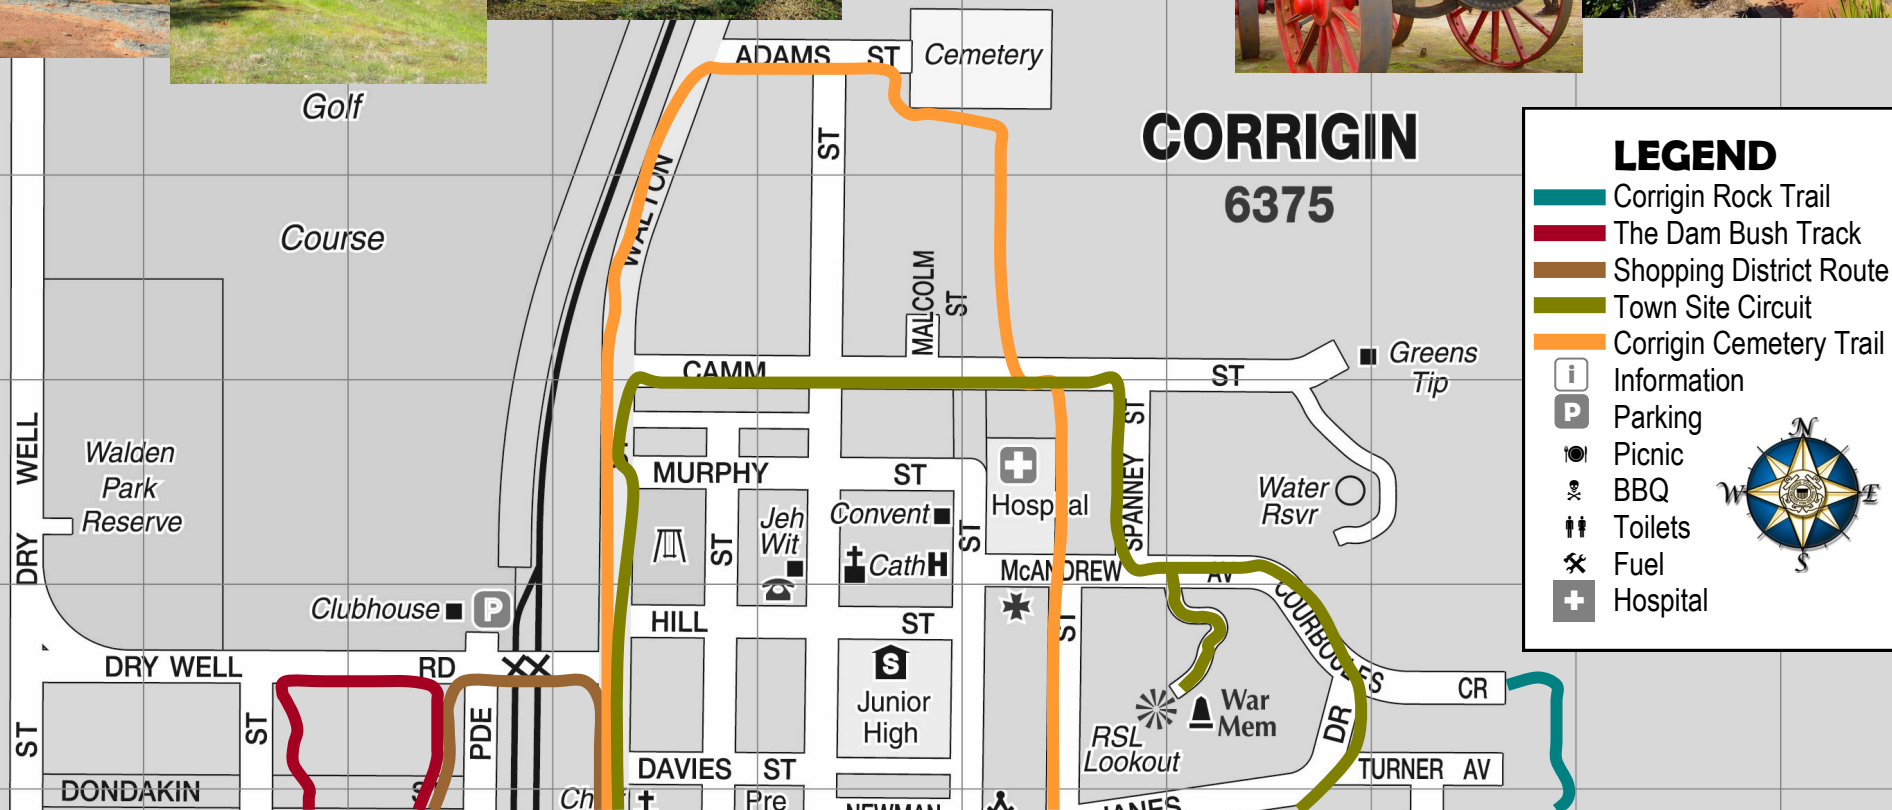 ADAMS ST
Cemetery
Golf
Course
CORRIGIN
6375
ST
WALTON
MALCOLM
ST
CAMM
ST
Greens
Tip
DRY WELL
Walden
Park
Reserve
MURPHY ST
ST
SPANNEY ST
Hospital
Water
Rsvr
Convent
Jeh
Wit
ST
ST
Cath H
McANDREW AV
Clubhouse P
HILL ST
ST
COURBOULES
CR
DRY WELL RD
S
Junior
High
War
Mem
RSL
Lookout
DR
ST
ST
PDE
DAVIES ST
TURNER AV
DONDAKIN
Pre
NEWMAN
JANES
LEGEND
Corrigin Rock Trail
The Dam Bush Track
Shopping District Route
Town Site Circuit
Corrigin Cemetery Trail
i Information
P Parking
Picnic
BBQ
Toilets
Fuel
Hospital
N
W E
S